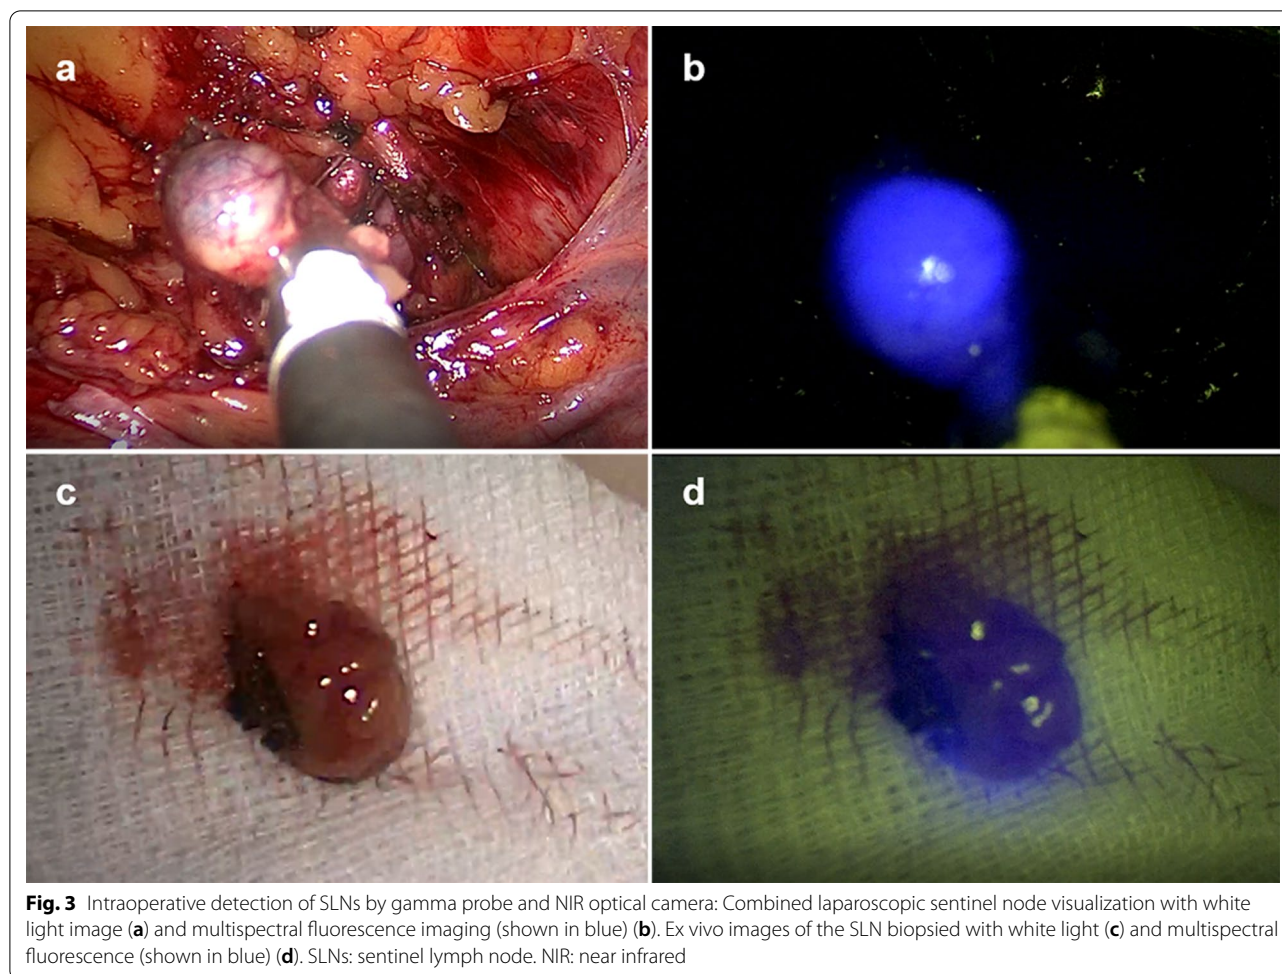 a
b
c
d
Fig. 3 Intraoperative detection of SLNs by gamma probe and NIR optical camera: Combined laparoscopic sentinel node visualization with white
light image (a) and multispectral fluorescence imaging (shown in blue) (b). Ex vivo images of the SLN biopsied with white light (c) and multispectral
fluorescence (shown in blue) (d). SLNs: sentinel lymph node. NIR: near infrared